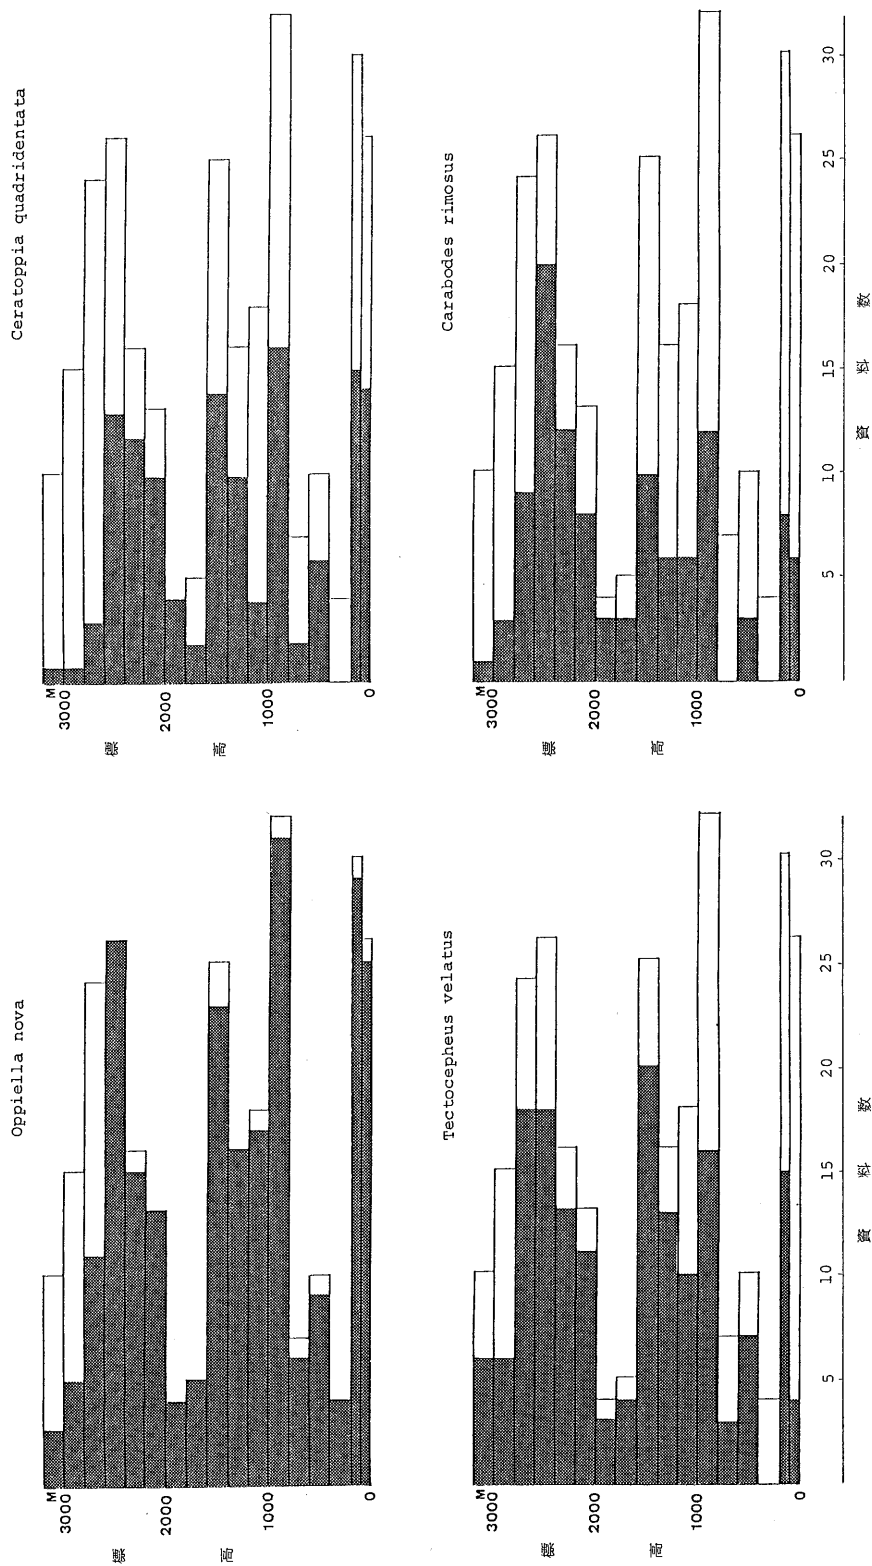 Ceratoppia quadridentata
M
3000
2000
1000
0
標 高
Carabodes rimosus
M
3000
2000
1000
0
標 高
5 10 15 20 25 30
資 料 数
Oppiella nova
M
3000
2000
1000
0
標 高
Tectocepheus velatus
M
3000
2000
1000
0
標 高
5 10 15 20 25 30
資 料 数